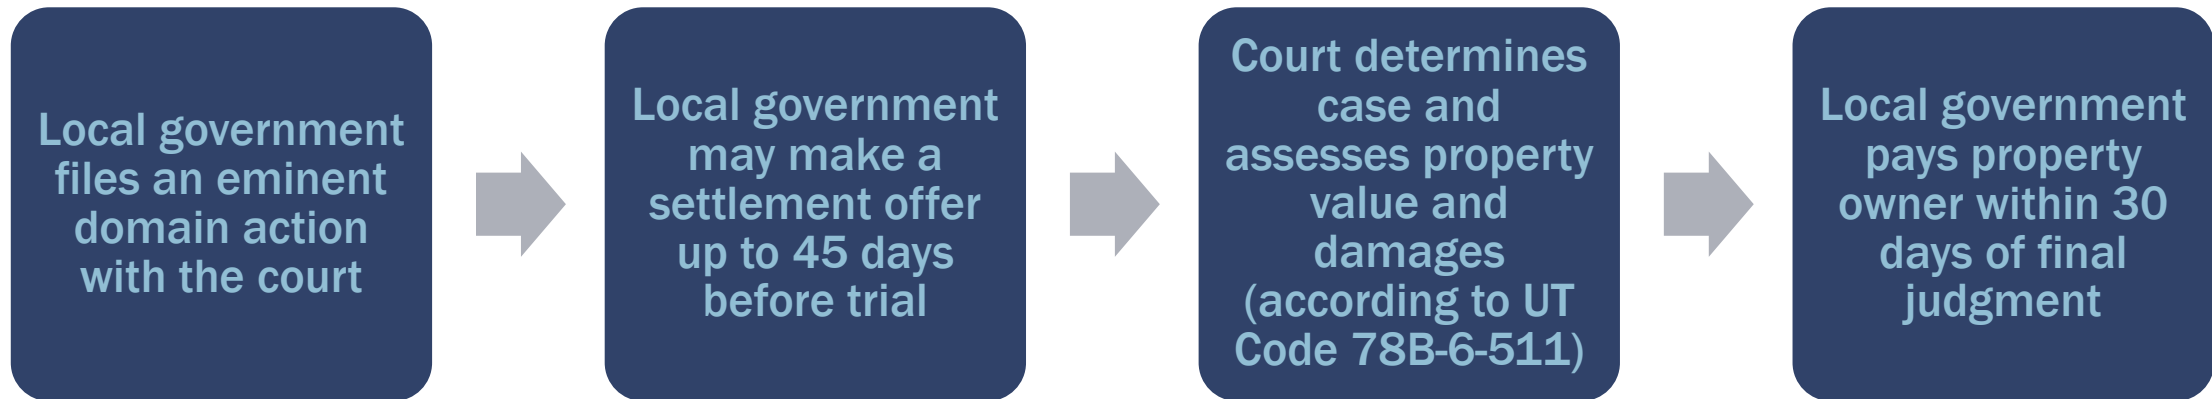 Local government
files an eminent
domain action
with the court
Local government
may make a
settlement offer
up to 45 days
before trial
Court determines
case and
assesses property
value and
damages
(according to UT
Code 78B-6-511)
Local government
pays property
owner within 30
days of final
judgment